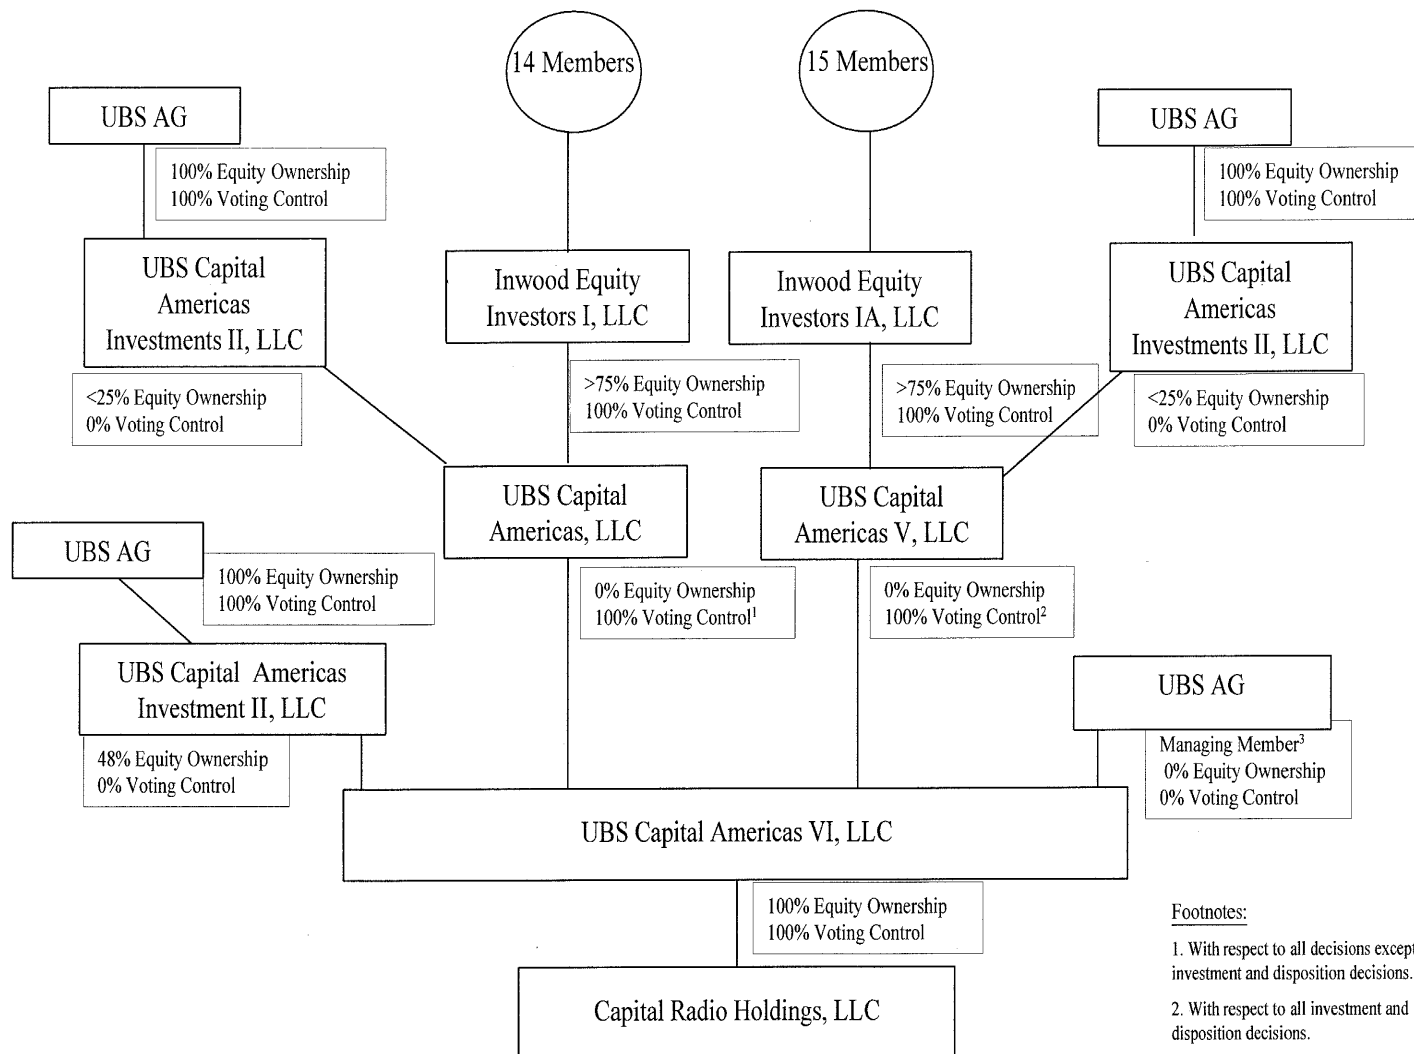 14 Members
15 Members
UBS AG
UBS AG
100% Equity Ownership
100% Voting Control
100% Equity Ownership
100% Voting Control
UBS Capital
Americas
Investments II, LLC
Inwood Equity
Investors I, LLC
Inwood Equity
Investors IA, LLC
UBS Capital
Americas
Investments II, LLC
<25% Equity Ownership
0% Voting Control
>75% Equity Ownership
100% Voting Control
>75% Equity Ownership
100% Voting Control
<25% Equity Ownership
0% Voting Control
UBS Capital
Americas, LLC
UBS Capital
Americas V, LLC
UBS AG
100% Equity Ownership
100% Voting Control
0% Equity Ownership
100% Voting Control1
0% Equity Ownership
100% Voting Control2
UBS Capital Americas
Investment II, LLC
UBS AG
48% Equity Ownership
0% Voting Control
Managing Member3
0% Equity Ownership
0% Voting Control
UBS Capital Americas VI, LLC
100% Equity Ownership
100% Voting Control
Capital Radio Holdings, LLC
Footnotes:
1. With respect to all decisions except
investment and disposition decisions.
2. With respect to all investment and
disposition decisions.